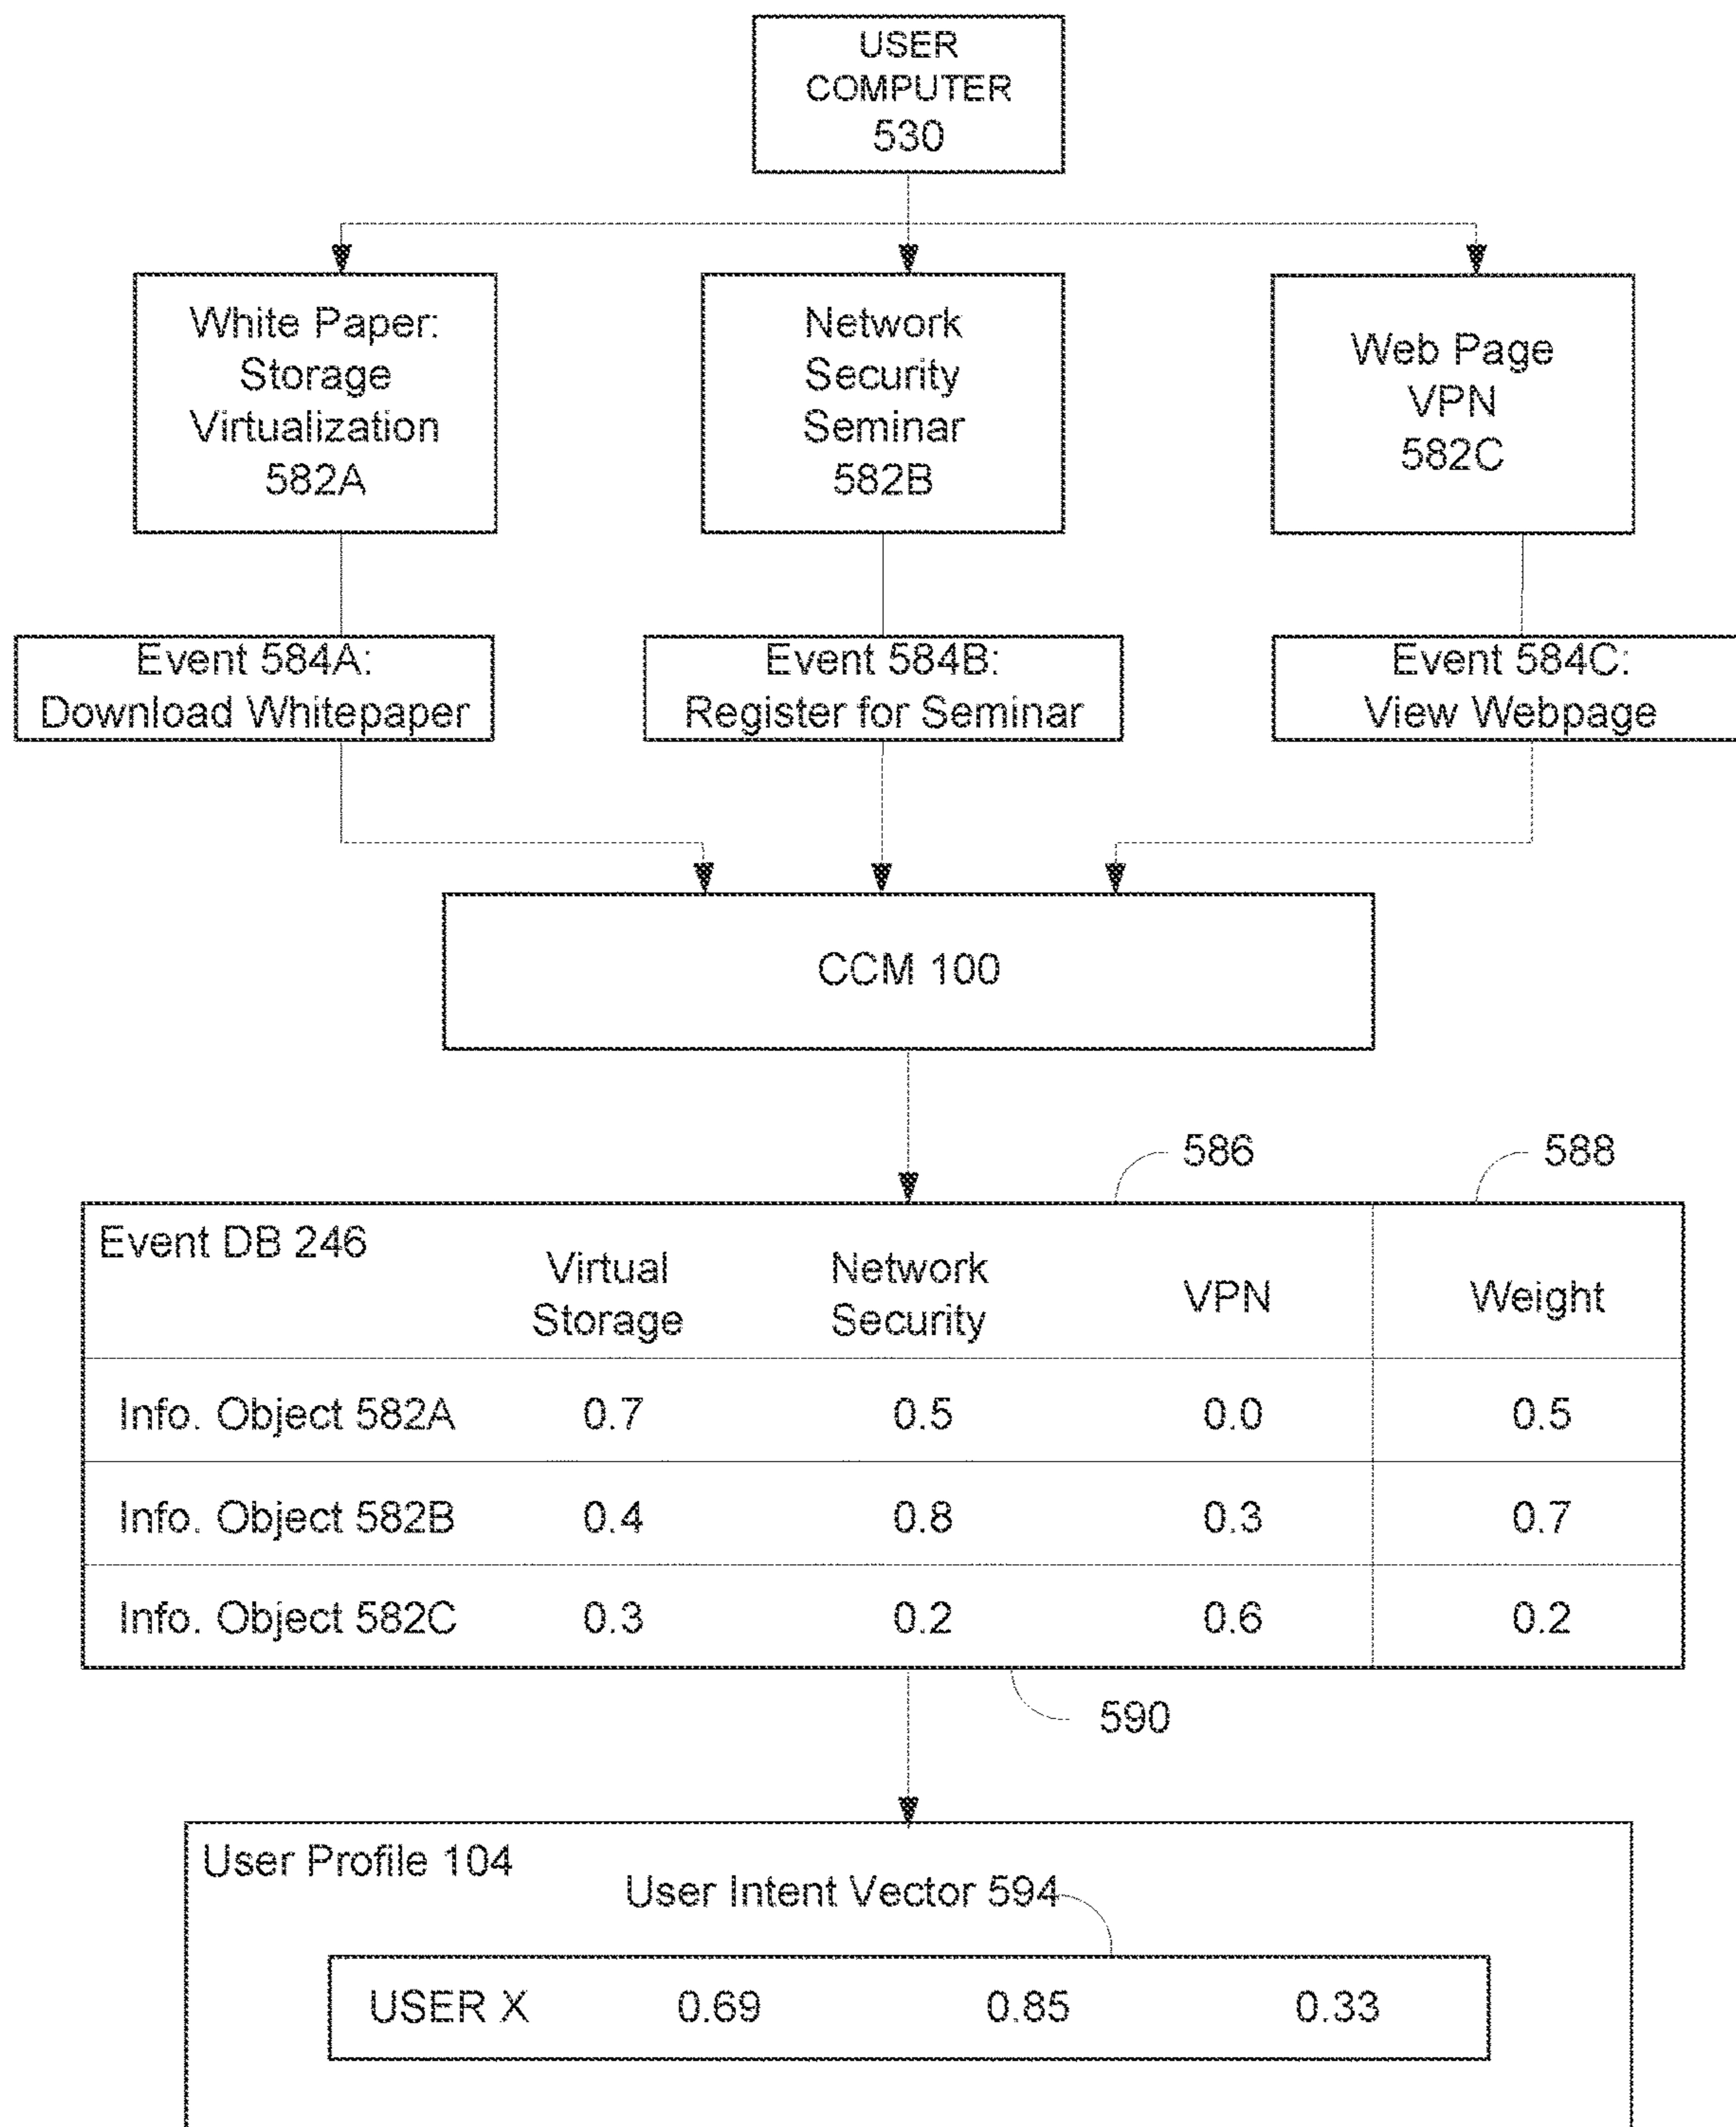 USER
COMPUTER
530
White Paper:
Storage
Virtualization
582A
Network
Security
Seminar
582B
Web Page
VPN
582C
Event 584A:
Download Whitepaper
Event 584B:
Register for Seminar
Event 584C:
View Webpage
CCM 100
586
588
Event DB 246
Virtual
Storage
Network
Security
VPN
Weight
Info. Object 582A 0.7 0.5 0.0 0.5
Info. Object 582B 0.4 0.8 0.3 0.7
Info. Object 582C 0.3 0.2 0.6 0.2
590
User Profile 104
User Intent Vector 594
USER X 0.69 0.85 0.33